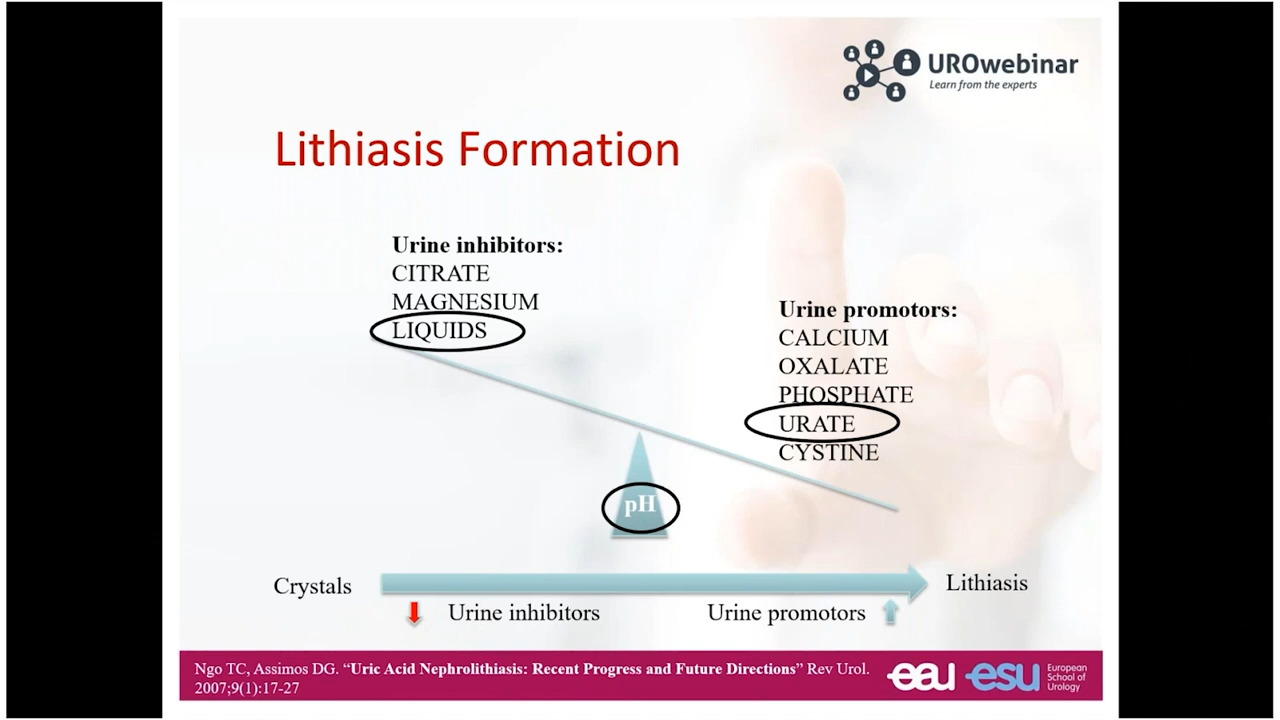 UROwebinar
Learn from the experts
Lithiasis Formation
Urine inhibitors:
CITRATE
MAGNESIUM
LIQUIDS
Urine promotors:
CALCIUM
OXALATE
PHOSPHATE
URATE
CYSTINE
pH
Crystals
Lithiasis
Urine inhibitors
Urine promotors
Ngo TC, Assimos DG. “Uric Acid Nephrolithiasis: Recent Progress and Future Directions” Rev Urol.
2007;9(1):17-27
eau
esu
European
School of
Urology